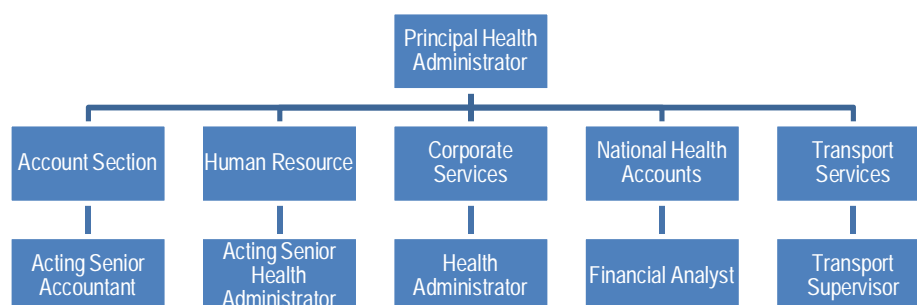 Principal Health
Administrator
Account Section
Human Resource
Corporate
Services
National Health
Accounts
Transport
Services
Acting Senior
Accountant
Acting Senior
Health
Administrator
Health
Administrator
Financial Analyst
Transport
Supervisor